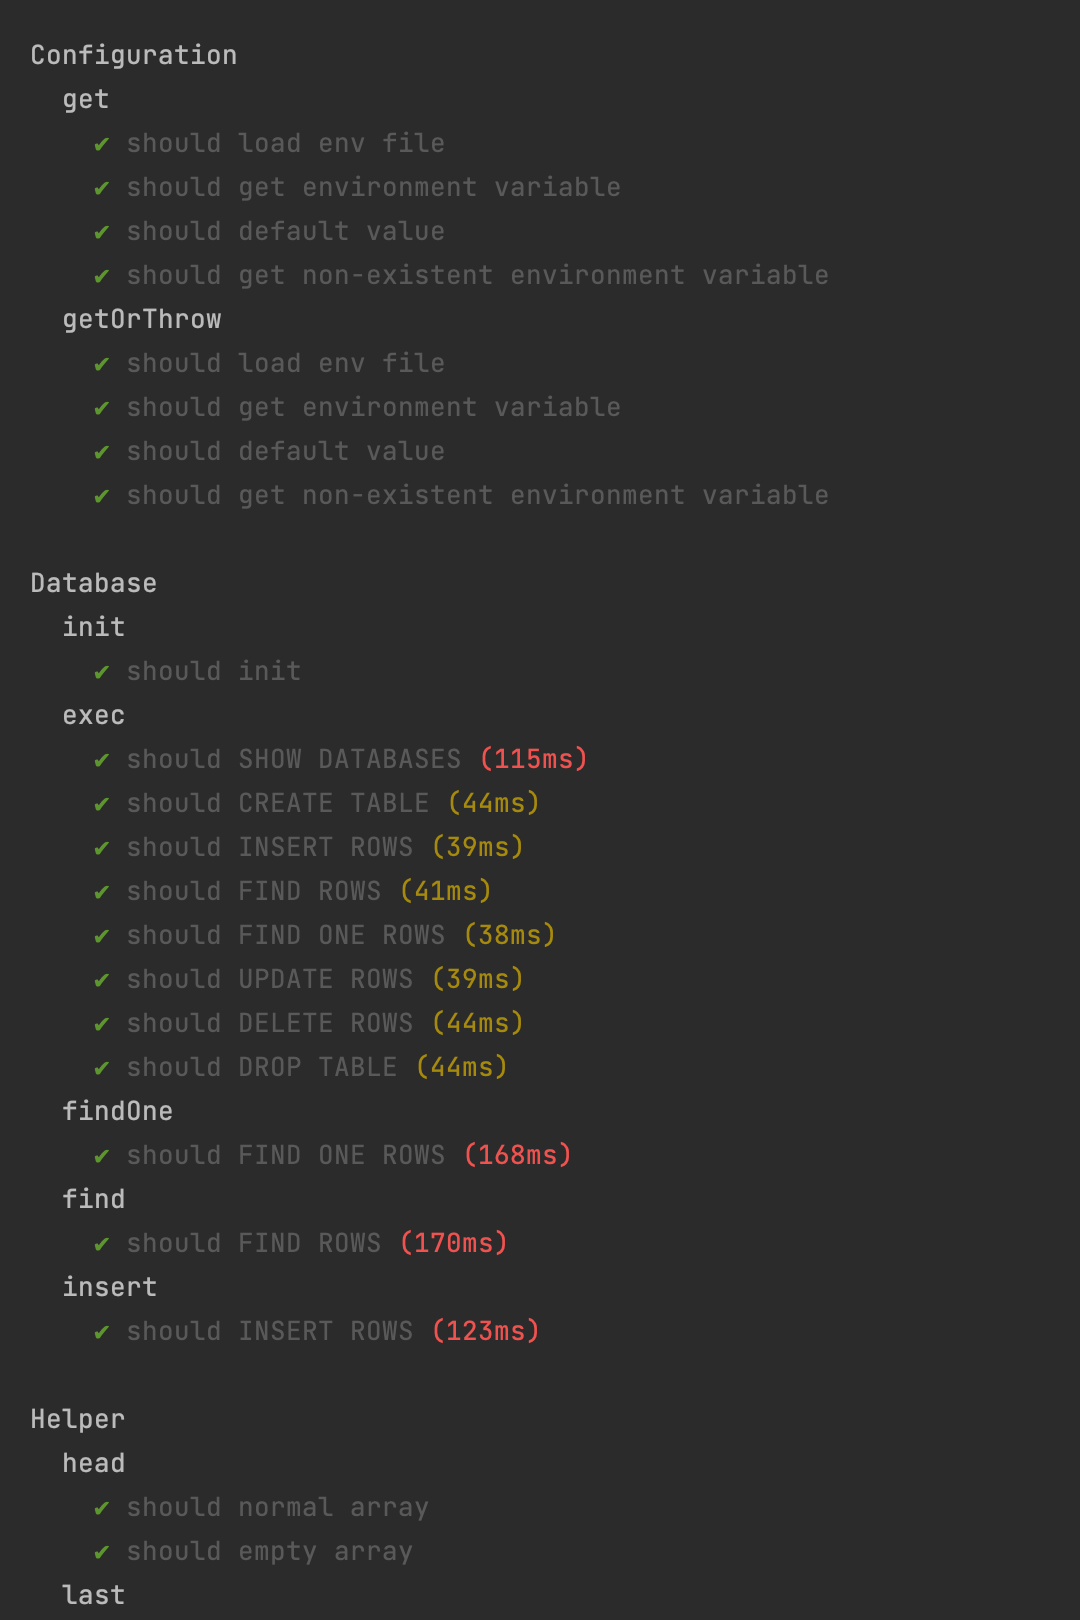 Configuration
get
✔ should load env file
✔ should get environment variable
✔ should default value
✔ should get non-existent environment variable
getOrThrow
✔ should load env file
✔ should get environment variable
✔ should default value
✔ should get non-existent environment variable
Database
init
✔ should init
exec
✔ should SHOW DATABASES (115ms)
✔ should CREATE TABLE (44ms)
✔ should INSERT ROWS (39ms)
✔ should FIND ROWS (41ms)
✔ should FIND ONE ROWS (38ms)
✔ should UPDATE ROWS (39ms)
✔ should DELETE ROWS (44ms)
✔ should DROP TABLE (44ms)
findOne
✔ should FIND ONE ROWS (168ms)
find
✔ should FIND ROWS (170ms)
insert
✔ should INSERT ROWS (123ms)
Helper
head
✔ should normal array
✔ should empty array
last